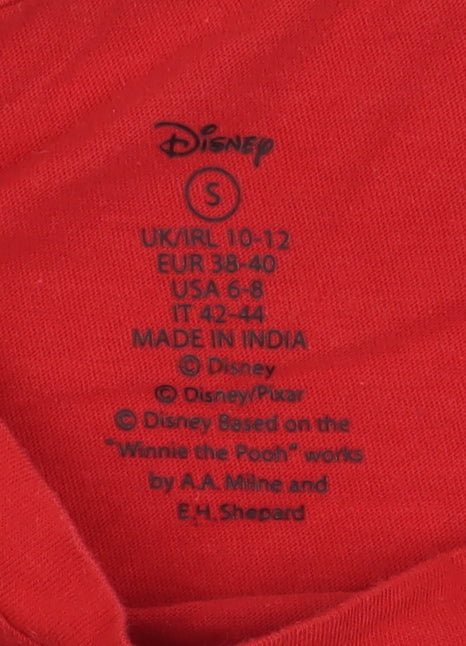 Disney
S
UK/IRL 10-12
EUR 38-40
USA 6-8
IT 42-44
MADE IN INDIA
© Disney
© Disney/Pixar
© Disney Based on the
"Winnie the Pooh" works
by A.A. Milne and
E.H. Shepard